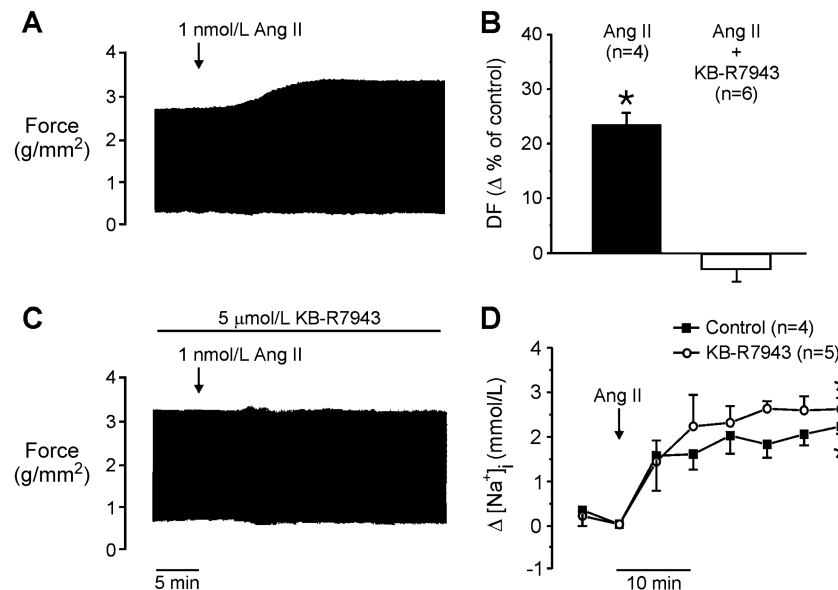 A
1 nmol/L Ang II
4
3
2
1
0
Force
(g/mm2)
B
Ang II
(n=4)
Ang II
+
KB-R7943
(n=6)
*
40
30
20
10
0
DF (Δ % of control)
C
5 μmol/L KB-R7943
1 nmol/L Ang II
4
3
2
1
0
Force
(g/mm2)
5 min
D
Control (n=4)
KB-R7943 (n=5)
Ang II
4
3
2
1
0
-1
Δ [Na+]i (mmol/L)
10 min